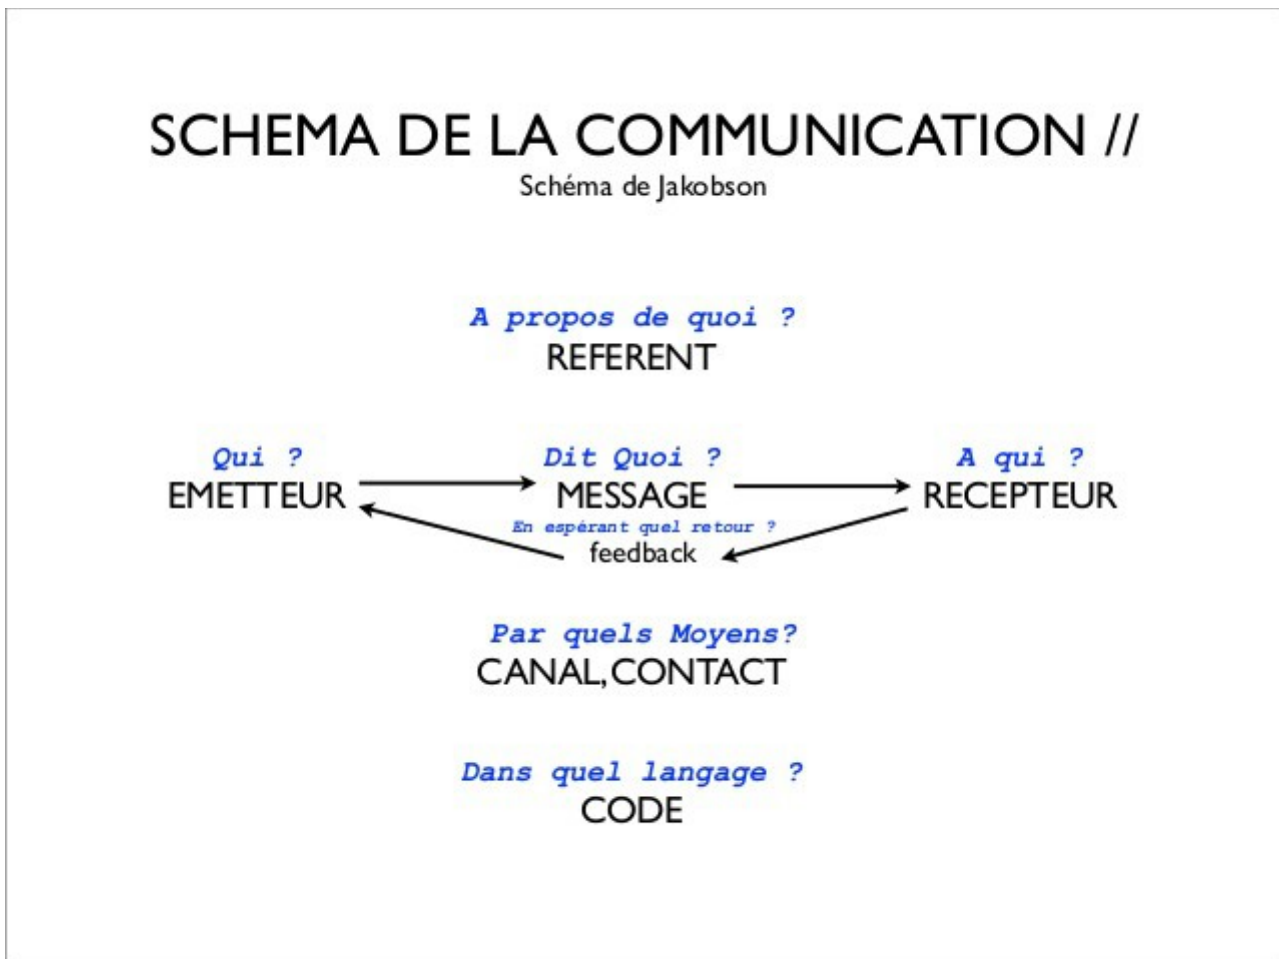 SCHEMA DE LA COMMUNICATION //
Schéma de Jakobson
A propos de quoi ?
REFERENT
Qui ?
EMETTEUR
Dit Quoi ?
MESSAGE
A qui ?
RECEPTEUR
En espérant quel retour ?
feedback
Par quels Moyens?
CANAL,CONTACT
Dans quel langage ?
CODE